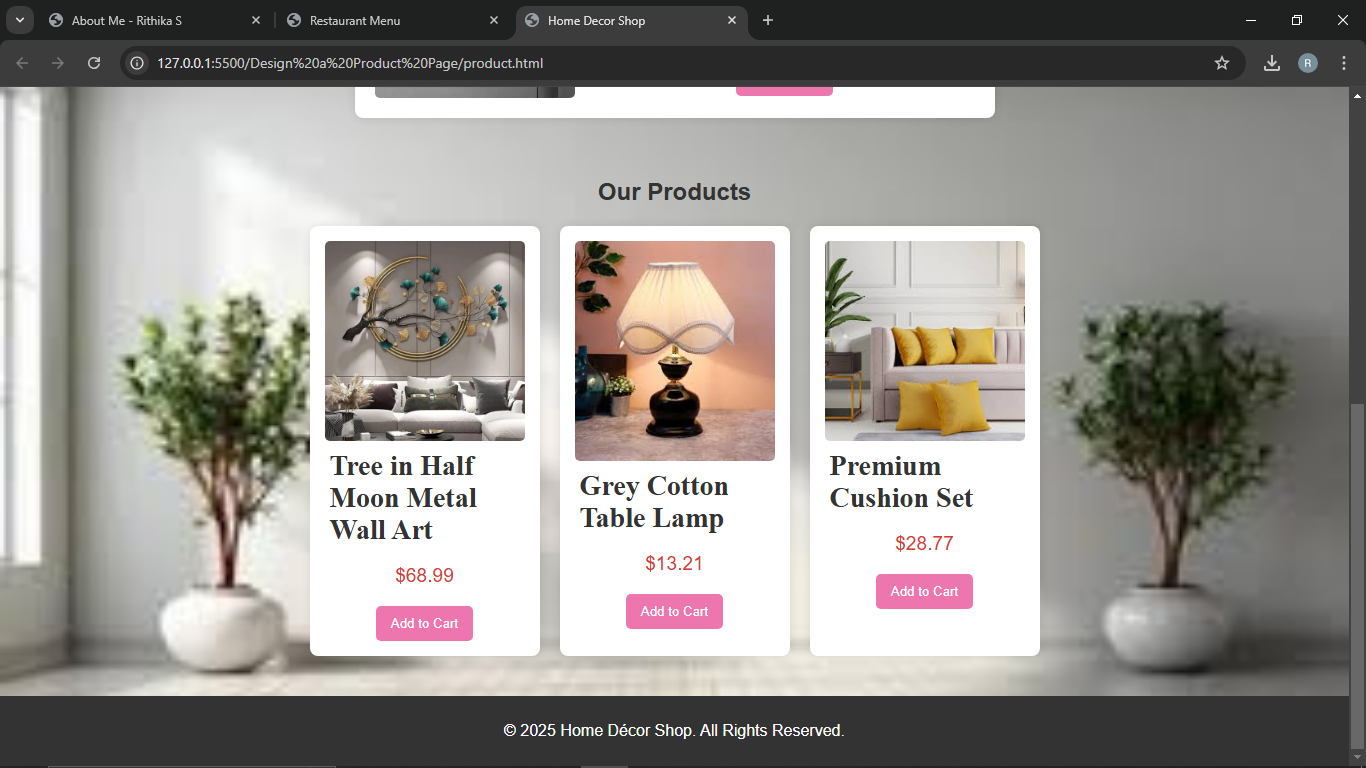 About Me - Rithika S
Restaurant Menu
Home Decor Shop
127.0.0.1:5500/Design%20a%20Product%20Page/product.html
R
Our Products
Tree in Half
Moon Metal
Wall Art
$68.99
Add to Cart
Grey Cotton
Table Lamp
$13.21
Add to Cart
Premium
Cushion Set
$28.77
Add to Cart
© 2025 Home Décor Shop. All Rights Reserved.